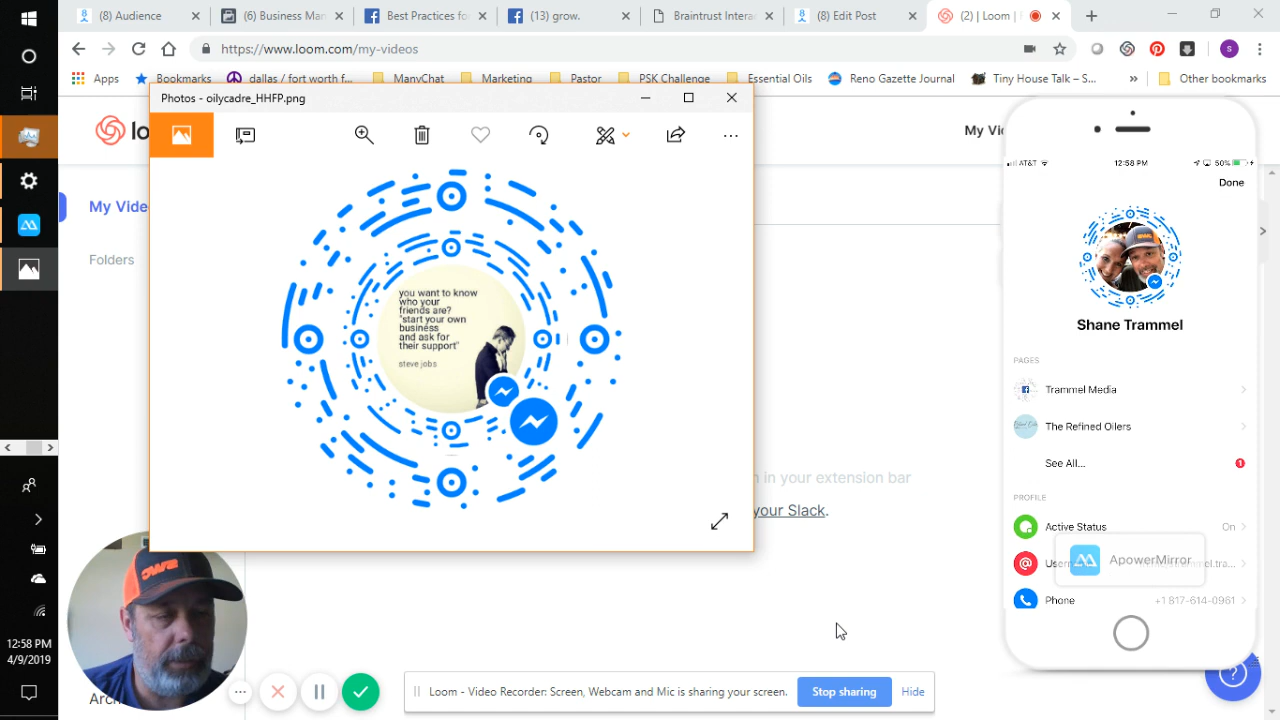 (8) Audience
(6) Business Mar
Best Practices fo
(13) grow.
Braintrust Intera
(8) Edit Post
(2) | Loom |
https://www.loom.com/my-videos
S
Apps
Bookmarks
dallas / fort worth f...
ManyChat
Marketing
Pastor
PSK Challenge
Essential Oils
Reno Gazette Journal
Tiny House Talk – S...
»
Other bookmarks
Photos - oilycadre_HHFP.png
lo
My Vi
My Vide
Folders
you want to know
who your
friends are?
"start your own
business
and ask for
their support"
steve jobs
n in your extension bar
your Slack.
Arc
AT&T
12:58 PM
50%
Done
Shane Trammel
PAGES
Trammel Media
The Refined Oilers
See All...
1
PROFILE
Active Status
On
ApowerMirror
Phone
+1 817-614-0961
12:58 PM
4/9/2019
Loom - Video Recorder: Screen, Webcam and Mic is sharing your screen.
Stop sharing
Hide